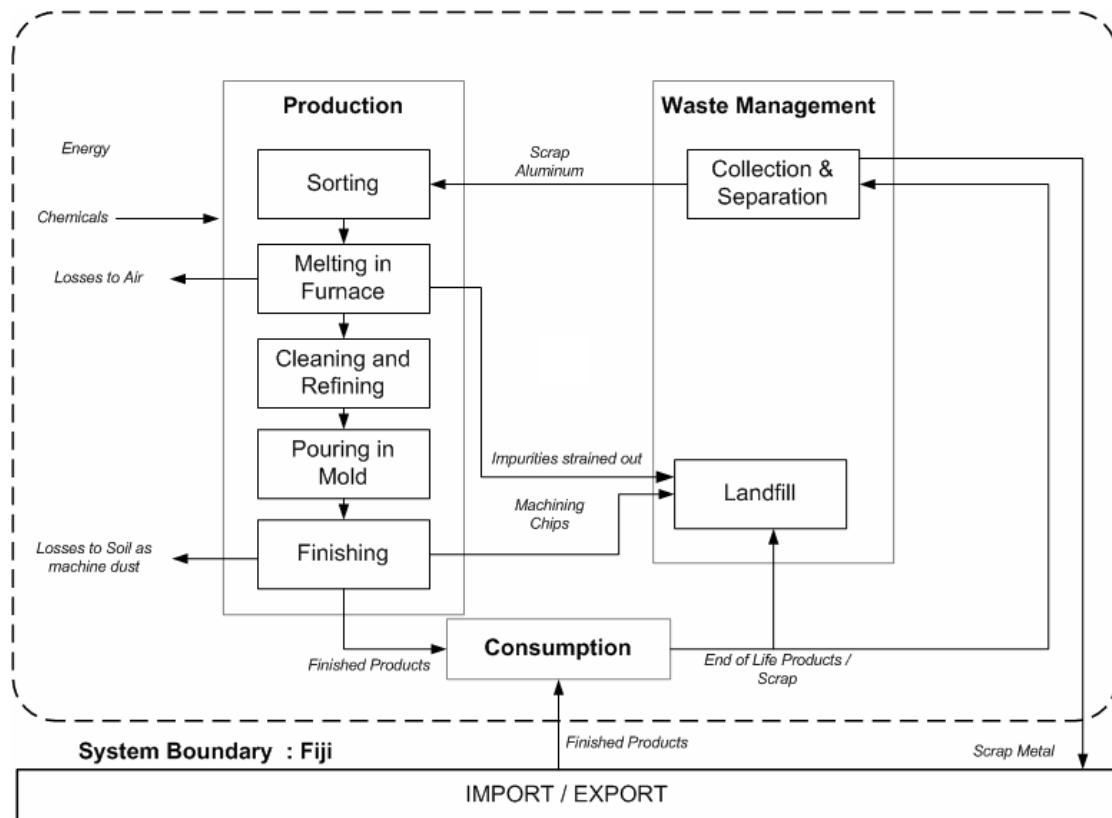 Production
Waste Management
Energy
Scrap
Aluminum
Sorting
Collection &
Separation
Chemicals
Melting in
Furnace
Losses to Air
Cleaning and
Refining
Pouring in
Mold
Impurities strained out
Landfill
Machining
Chips
Losses to Soil as
machine dust
Finishing
Consumption
Finished Products
End of Life Products /
Scrap
System Boundary : Fiji
Finished Products
Scrap Metal
IMPORT / EXPORT